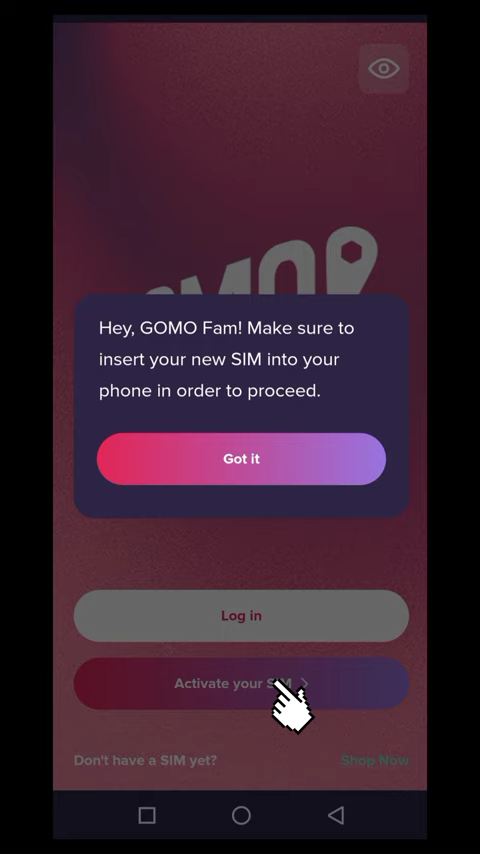 Hey, GOMO Fam! Make sure to
insert your new SIM into your
phone in order to proceed.
Got it
Log in
Activate your SIM
Don't have a SIM yet?
Shop Now